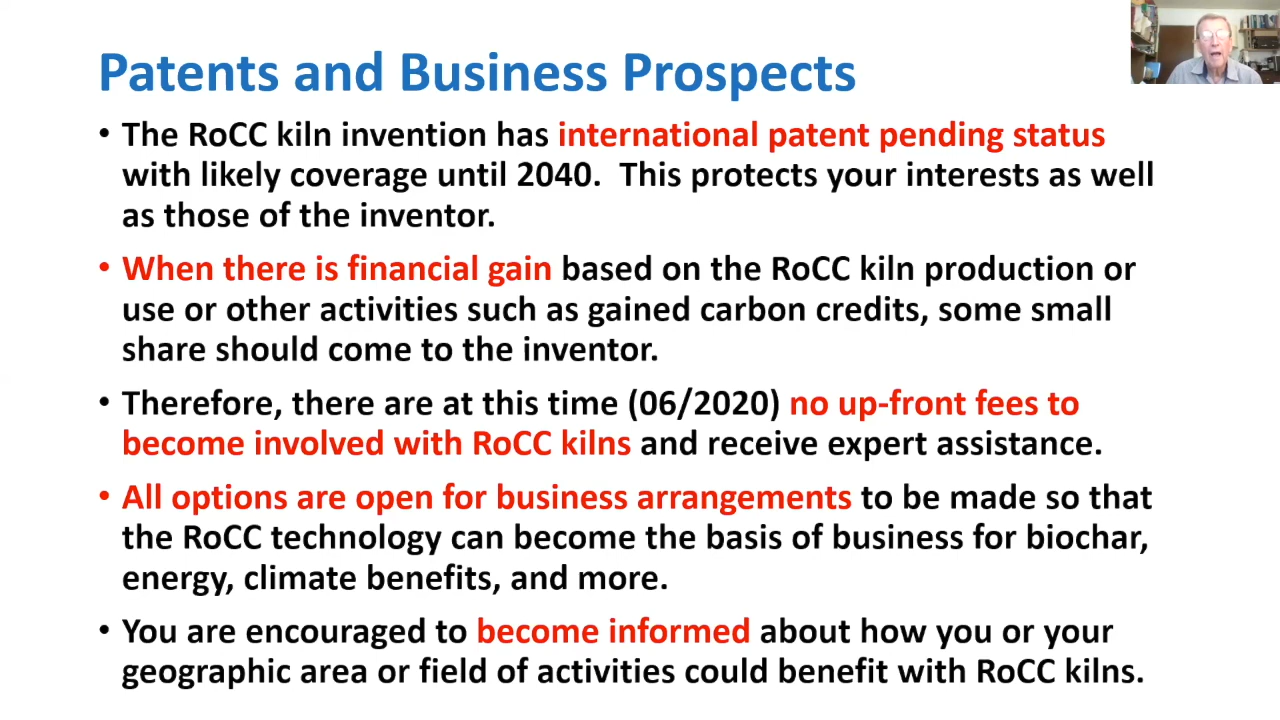 Patents and Business Prospects
• The RoCC kiln invention has international patent pending status
with likely coverage until 2040.  This protects your interests as well
as those of the inventor.
• When there is financial gain based on the RoCC kiln production or
use or other activities such as gained carbon credits, some small
share should come to the inventor.
• Therefore, there are at this time (06/2020) no up-front fees to
become involved with RoCC kilns and receive expert assistance.
• All options are open for business arrangements to be made so that
the RoCC technology can become the basis of business for biochar,
energy, climate benefits, and more.
• You are encouraged to become informed about how you or your
geographic area or field of activities could benefit with RoCC kilns.